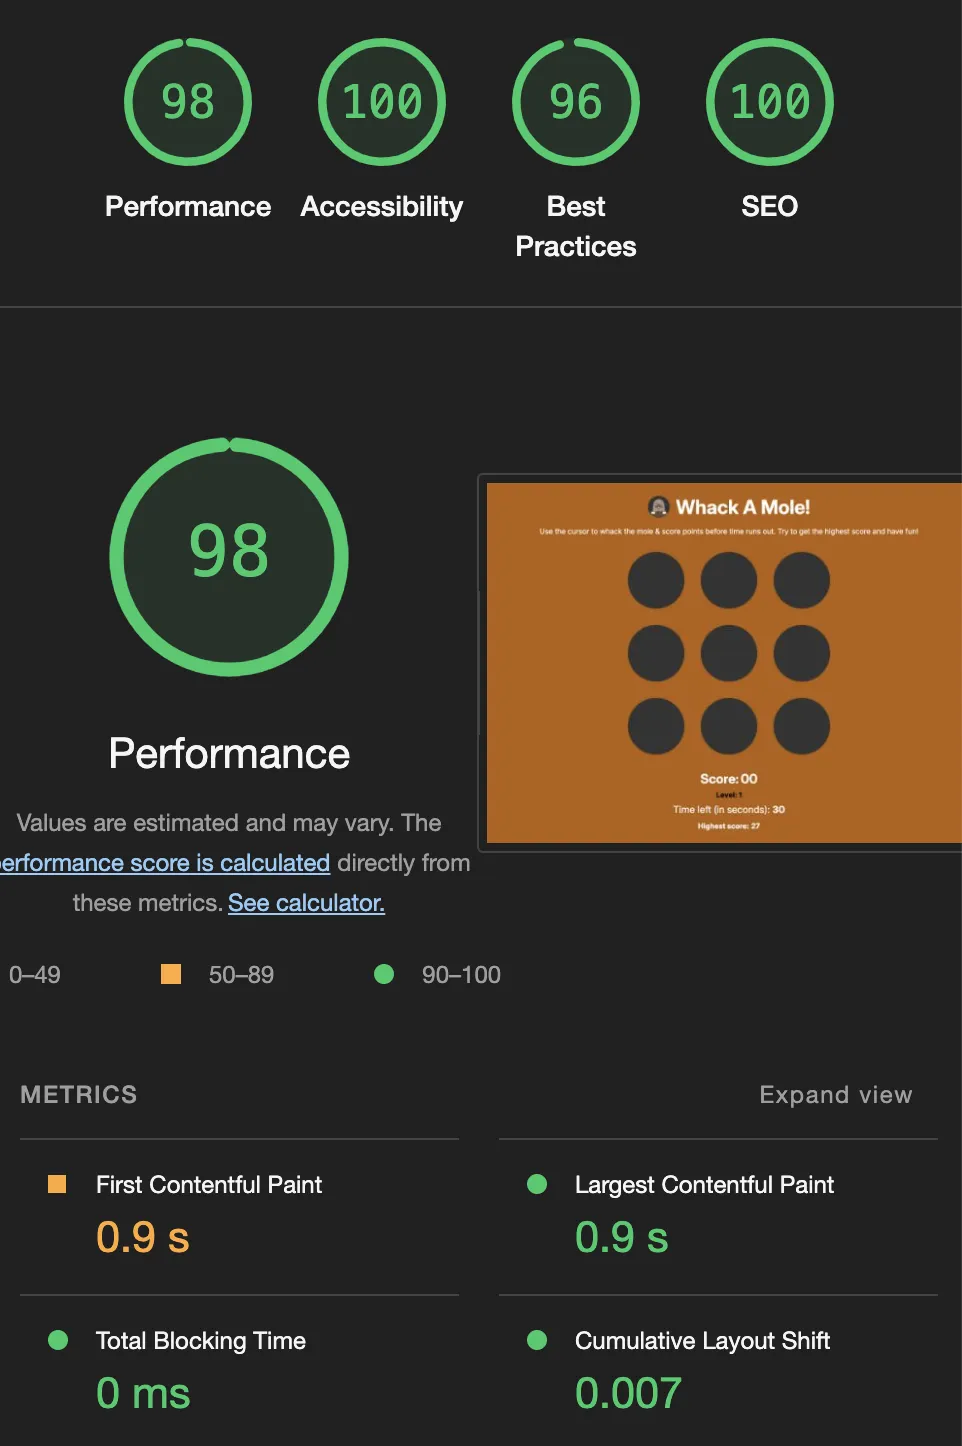 98
100
96
100
Performance
Accessibility
Best
Practices
SEO
98
Performance
Values are estimated and may vary. The
performance score is calculated directly from
these metrics. See calculator.
0–49
50–89
90–100
Whack A Mole!
Use the cursor to whack the mole & score points before time runs out. Try to get the highest score and have fun!
Score: 00
Level: 1
Time left (in seconds): 30
Highest score: 27
METRICS
Expand view
First Contentful Paint
0.9 s
Largest Contentful Paint
0.9 s
Total Blocking Time
0 ms
Cumulative Layout Shift
0.007